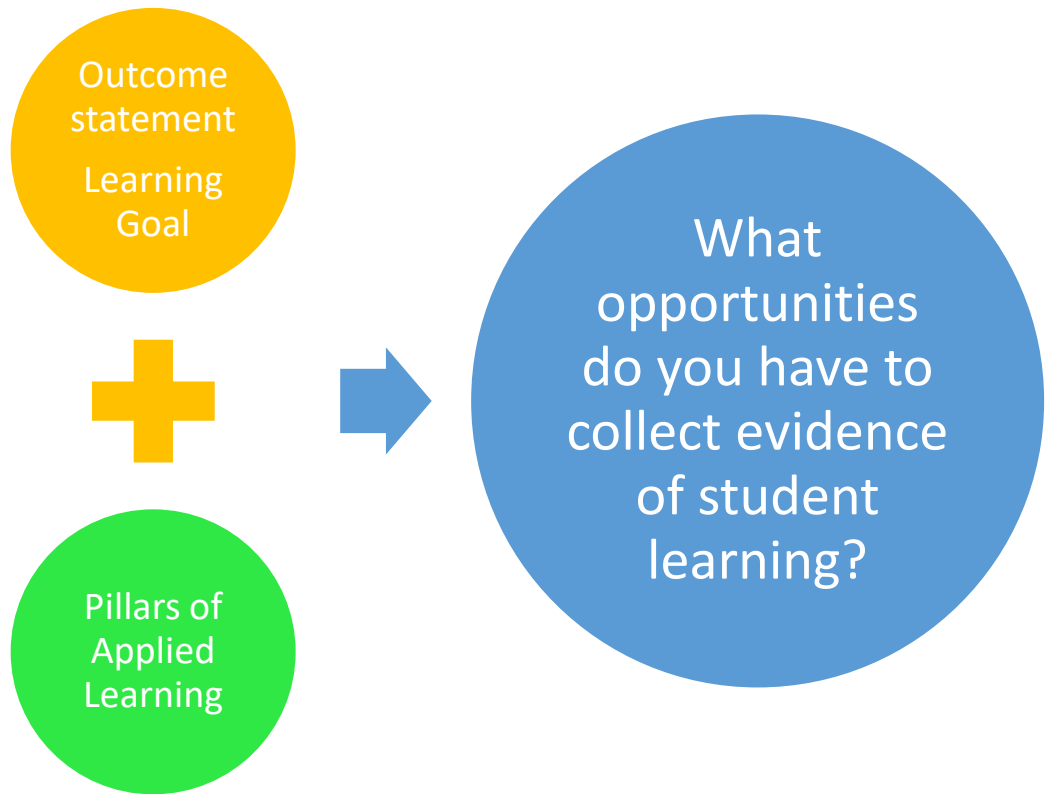 Outcome
statement
Learning
Goal
Pillars of
Applied
Learning
What
opportunities
do you have to
collect evidence
of student
learning?